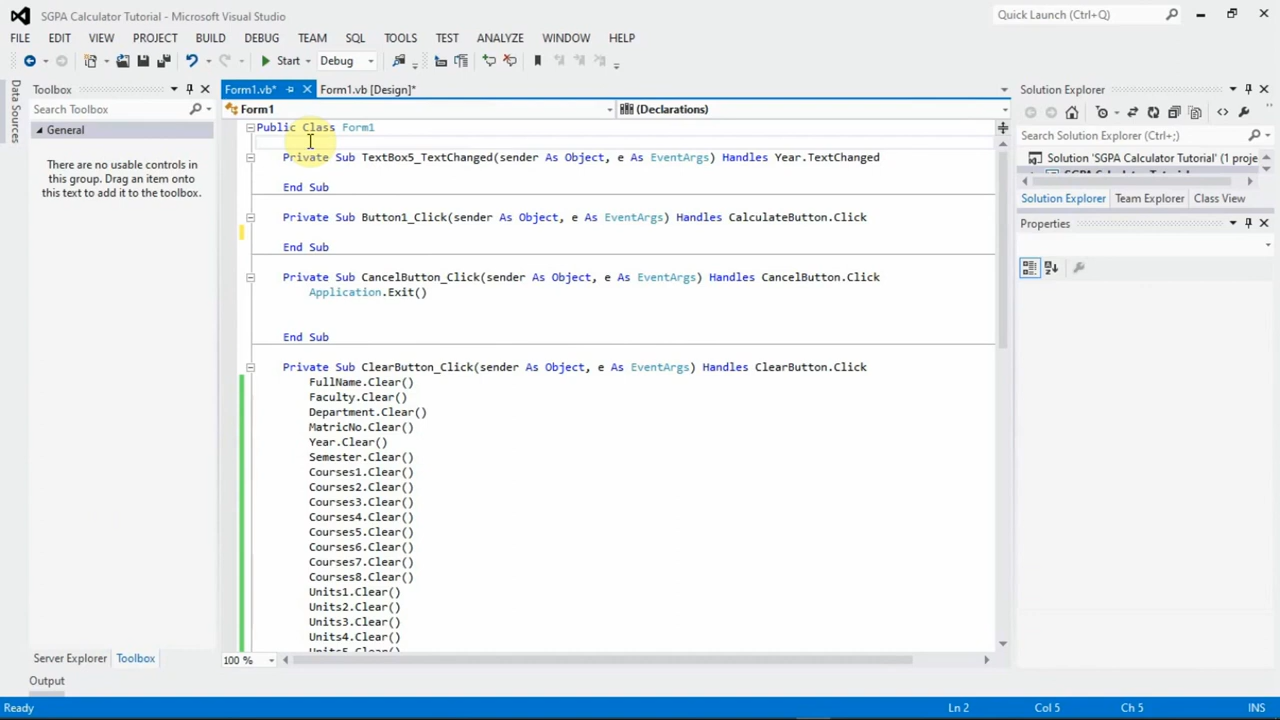 SGPA Calculator Tutorial - Microsoft Visual Studio
Quick Launch (Ctrl+Q)
FILE EDIT VIEW PROJECT BUILD DEBUG TEAM SQL TOOLS TEST ANALYZE WINDOW HELP
Start Debug
Data Sources
Toolbox
Search Toolbox
General
There are no usable controls in
this group. Drag an item onto
this text to add it to the toolbox.
Server Explorer Toolbox
Form1.vb* Form1.vb [Design]*
Form1 (Declarations)
Public Class Form1
Private Sub TextBox5_TextChanged(sender As Object, e As EventArgs) Handles Year.TextChanged
End Sub
Private Sub Button1_Click(sender As Object, e As EventArgs) Handles CalculateButton.Click
End Sub
Private Sub CancelButton_Click(sender As Object, e As EventArgs) Handles CancelButton.Click
Application.Exit()
End Sub
Private Sub ClearButton_Click(sender As Object, e As EventArgs) Handles ClearButton.Click
FullName.Clear()
Faculty.Clear()
Department.Clear()
MatricNo.Clear()
Year.Clear()
Semester.Clear()
Courses1.Clear()
Courses2.Clear()
Courses3.Clear()
Courses4.Clear()
Courses5.Clear()
Courses6.Clear()
Courses7.Clear()
Courses8.Clear()
Units1.Clear()
Units2.Clear()
Units3.Clear()
Units4.Clear()
100 %
Solution Explorer
Search Solution Explorer (Ctrl+;)
Solution 'SGPA Calculator Tutorial' (1 proje
Solution Explorer Team Explorer Class View
Properties
Output
Ready Ln 2 Col 5 Ch 5 INS